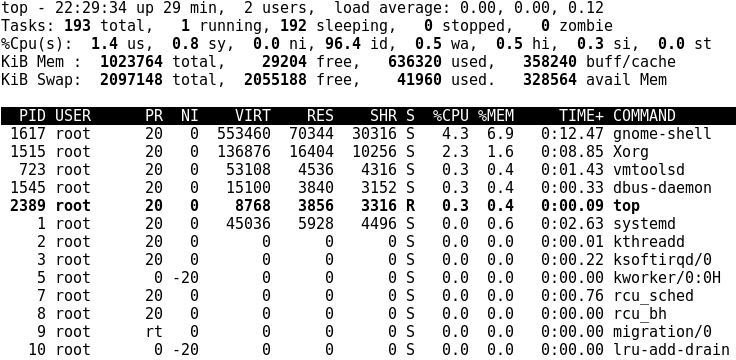 top - 22:29:34 up 29 min,  2 users,  load average: 0.00, 0.00, 0.12
Tasks: 193 total,   1 running, 192 sleeping,   0 stopped,   0 zombie
%Cpu(s):  1.4 us,  0.8 sy,  0.0 ni, 96.4 id,  0.5 wa,  0.5 hi,  0.3 si,  0.0 st
KiB Mem :  1023764 total,    29204 free,   636320 used,   358240 buff/cache
KiB Swap:  2097148 total,  2055188 free,    41960 used.   328564 avail Mem
  PID USER      PR  NI    VIRT    RES    SHR S  %CPU %MEM     TIME+ COMMAND
 1617 root      20   0  553460  70344  30316 S   4.3  6.9   0:12.47 gnome-shell
 1515 root      20   0  136876  16404  10256 S   2.3  1.6   0:08.85 Xorg
  723 root      20   0   53108   4536   4316 S   0.3  0.4   0:01.43 vmtoolsd
 1545 root      20   0   15100   3840   3152 S   0.3  0.4   0:00.33 dbus-daemon
 2389 root      20   0    8768   3856   3316 R   0.3  0.4   0:00.09 top
    1 root      20   0   45036   5928   4496 S   0.0  0.6   0:02.63 systemd
    2 root      20   0       0      0      0 S   0.0  0.0   0:00.01 kthreadd
    3 root      20   0       0      0      0 S   0.0  0.0   0:00.22 ksoftirqd/0
    5 root       0 -20       0      0      0 S   0.0  0.0   0:00.00 kworker/0:0H
    7 root      20   0       0      0      0 S   0.0  0.0   0:00.76 rcu_sched
    8 root      20   0       0      0      0 S   0.0  0.0   0:00.00 rcu_bh
    9 root      rt   0       0      0      0 S   0.0  0.0   0:00.00 migration/0
   10 root       0 -20       0      0      0 S   0.0  0.0   0:00.00 lru-add-drain